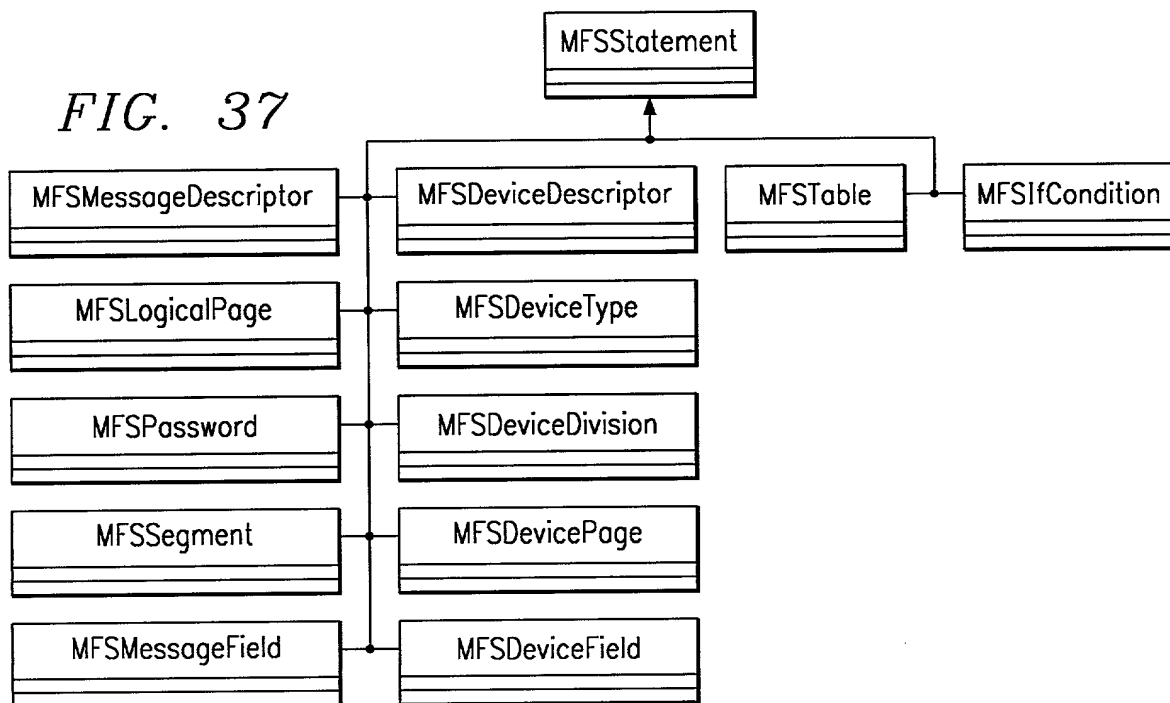 MFSStatement
FIG. 37
MFSMessageDescriptor
MFSDeviceDescriptor
MFSTable
MFSIfCondition
MFSLogicalPage
MFSDeviceType
MFSPassword
MFSDeviceDivision
MFSSegment
MFSDevicePage
MFSMessageField
MFSDeviceField